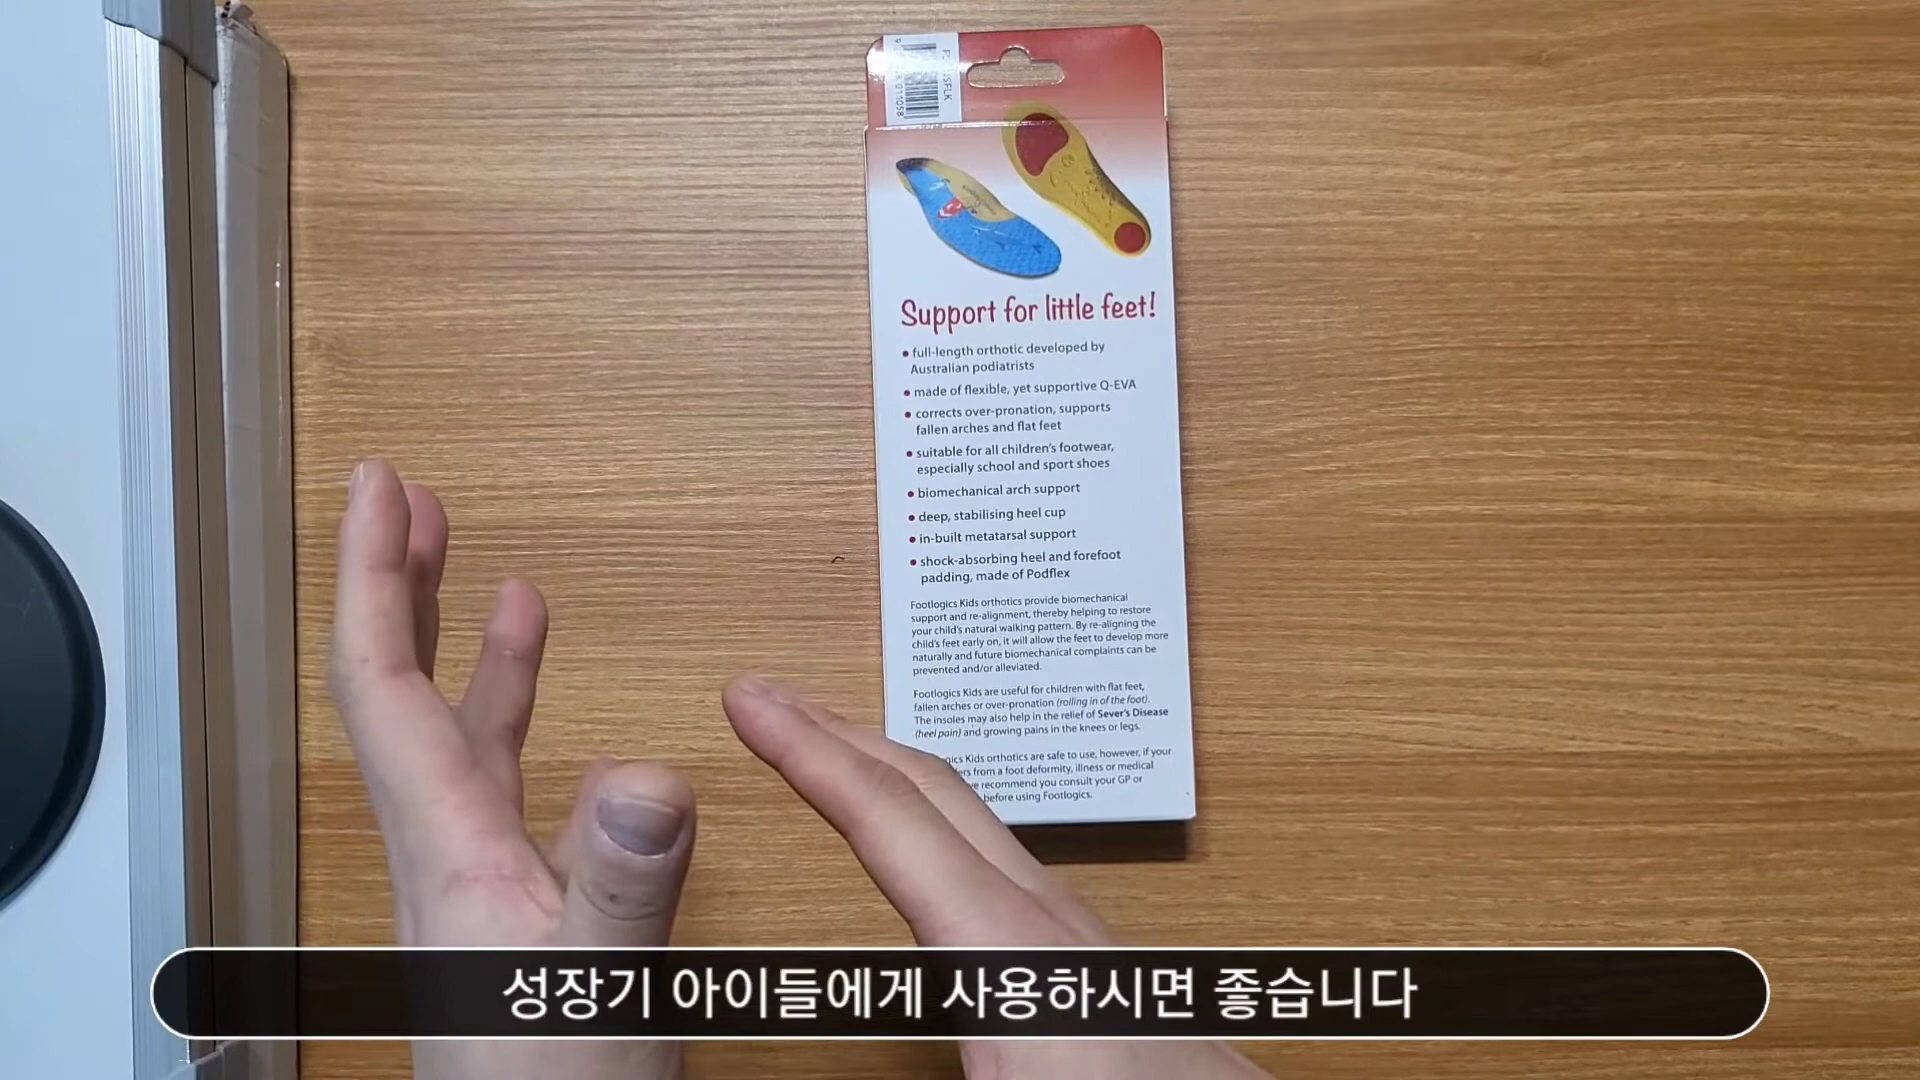 Support for little feet!
• full-length orthotic developed by
Australian podiatrists
• made of flexible, yet supportive Q-EVA
• corrects over-pronation, supports
fallen arches and flat feet
• suitable for all children's footwear,
especially school and sport shoes
• biomechanical arch support
• deep, stabilising heel cup
• in-built metatarsal support
• shock-absorbing heel and forefoot
padding, made of Podflex
Footlogics Kids orthotics provide biomechanical
support and re-alignment, thereby helping to restore
your child's natural walking pattern. By re-aligning the
child's feet early on, it will allow the feet to develop more
naturally and future biomechanical complaints can be
prevented and/or alleviated.
Footlogics Kids are useful for children with flat feet,
fallen arches or over-pronation (rolling in of the foot).
The insoles may also help in the relief of Sever's Disease
(heel pain) and growing pains in the knees or legs.
Kids orthotics are safe to use, however, if your
from a foot deformity, illness or medical
recommend you consult your GP or
before using Footlogics.
성장기 아이들에게 사용하시면 좋습니다